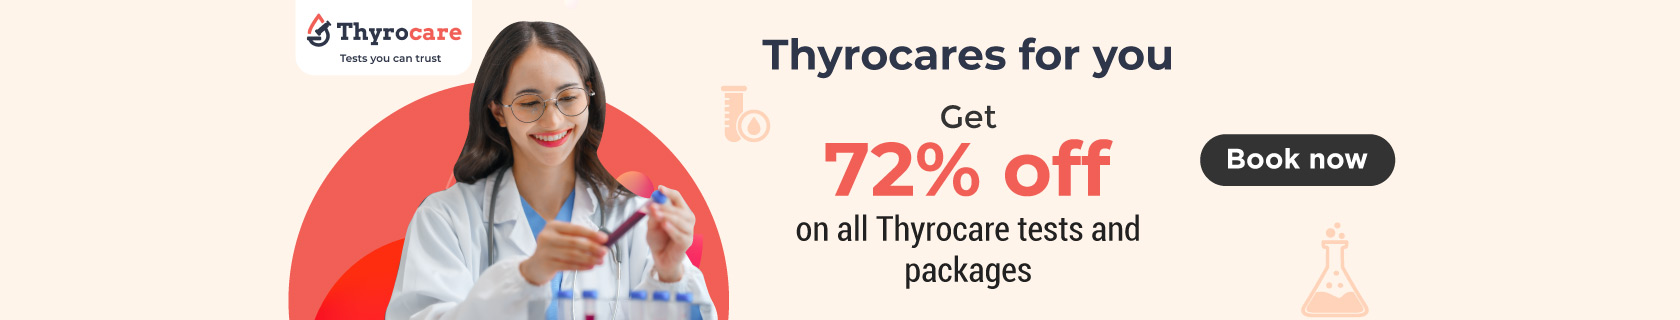 Thyrocare
Tests you can trust
Thyrocares for you
Get
72% off
on all Thyrocare tests and
packages
Book now